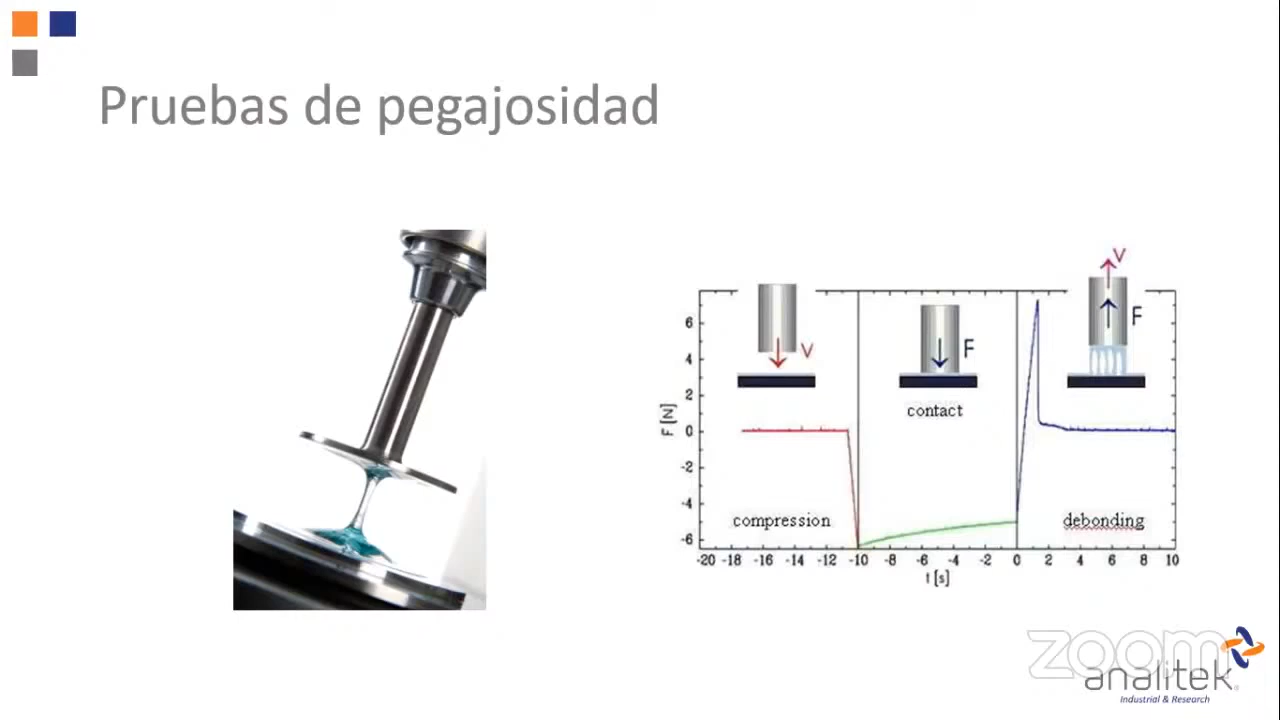 Pruebas de pegajosidad
V
F
V
F
contact
compression
debonding
F [N]
6
4
2
0
-2
-4
-6
-20 -18 -16 -14 -12 -10 -8 -6 -4 -2 0 2 4 6 8 10
t [s]
zoom
analitek
Industrial & Research